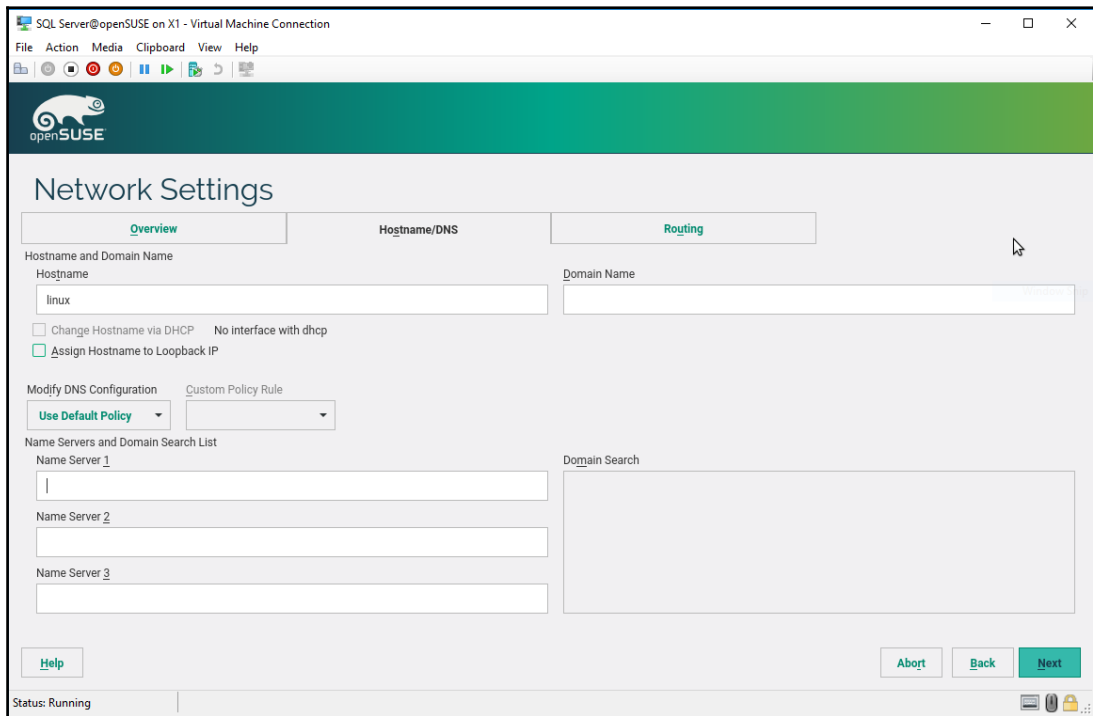 SQL Server@openSUSE on X1 - Virtual Machine Connection
File Action Media Clipboard View Help
openSUSE
Network Settings
Overview Hostname/DNS Routing
Hostname and Domain Name
Hostname Domain Name
linux
Change Hostname via DHCP No interface with dhcp
Assign Hostname to Loopback IP
Modify DNS Configuration Custom Policy Rule
Use Default Policy
Name Servers and Domain Search List
Name Server 1 Domain Search
Name Server 2
Name Server 3
Help Abort Back Next
Status: Running